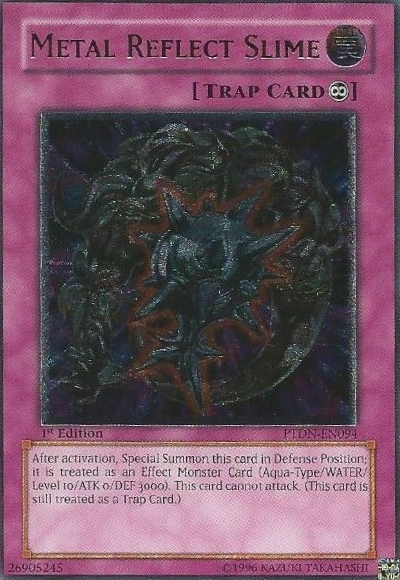 METAL REFLECT SLIME
[TRAP CARD∞]
1st Edition
PTDN-EN094
After activation, Special Summon this card in Defense Position;
it is treated as an Effect Monster Card (Aqua-Type/WATER/
Level 10/ATK 0/DEF 3000). This card cannot attack. (This card is
still treated as a Trap Card.)
26905245
©1996 KAZUKI TAKAHASHI